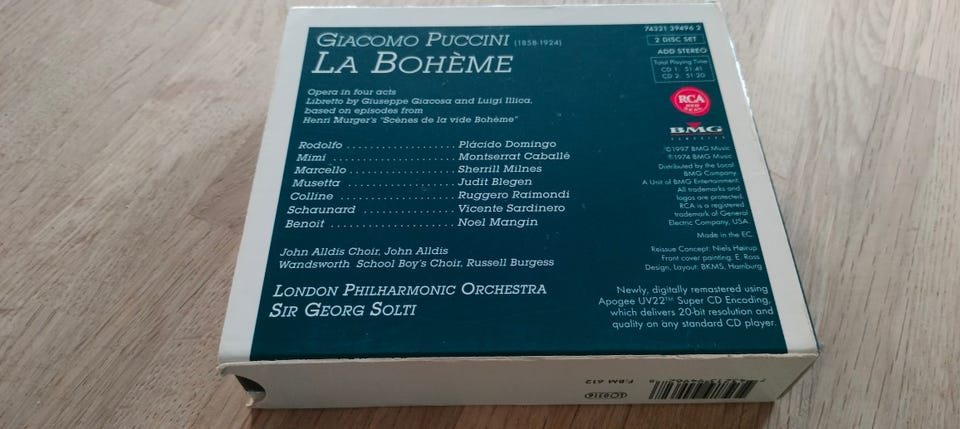 GIACOMO PUCCINI (1858-1924)
LA BOHÈME
Opera in four acts
Libretto by Giuseppe Giacosa and Luigi Illica,
based on episodes from
Henri Murger's "Scènes de la vide Bohème"
Rodolfo .................. Plácido Domingo
Mimi .................. Montserrat Caballé
Marcello .................. Sherrill Milnes
Musetta .................. Judit Blegen
Colline .................. Ruggero Raimondi
Schaunard .............. Vicente Sardinero
Benoit .................. Noel Mangin
John Alldis Choir, John Alldis
Wandsworth School Boy's Choir, Russell Burgess
LONDON PHILHARMONIC ORCHESTRA
SIR GEORG SOLTI
74321 39496 2
2 DISC SET
ADD STEREO
Total Playing Time
CD 1: 51:41
CD 2: 51:20
RCA
RED
SEAL
BMG
CLASSICS
©1997 BMG Music
℗1974 BMG Music
Distributed by the Local
BMG Company.
A Unit of BMG Entertainment.
All trademarks and
logos are protected.
RCA is a registered
trademark of General
Electric Company, USA.
Made in the EC.
Reissue Concept: Niels Høirup
Front cover painting: E. Ross
Design, Layout: BKMS, Hamburg
Newly, digitally remastered using
Apogee UV22™ Super CD Encoding,
which delivers 20-bit resolution and
quality on any standard CD player.
F:BM 612